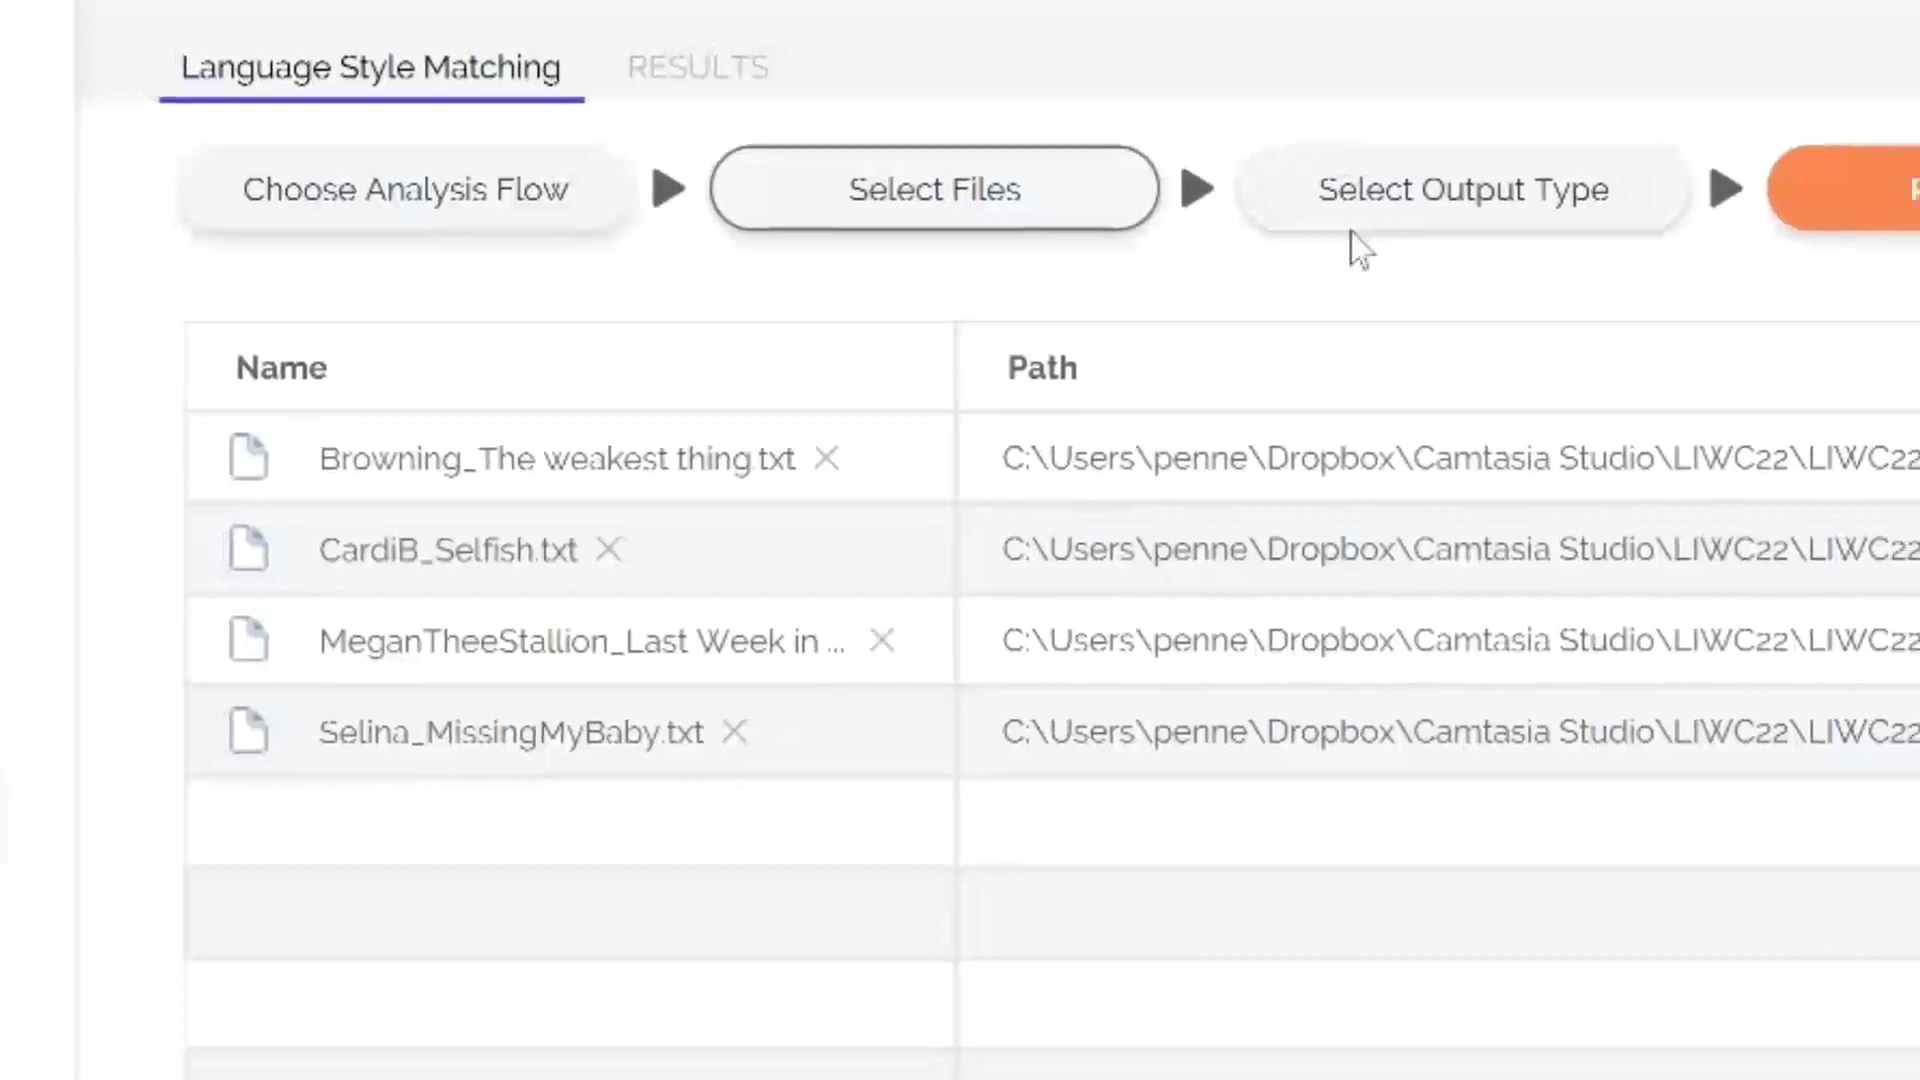 Language Style Matching RESULTS
Choose Analysis Flow Select Files Select Output Type
Name Path
Browning_The weakest thing.txt C:\Users\penne\Dropbox\Camtasia Studio\LIWC22\LIWC22
CardiB_Selfish.txt C:\Users\penne\Dropbox\Camtasia Studio\LIWC22\LIWC22
MeganTheeStallion_Last Week in ... C:\Users\penne\Dropbox\Camtasia Studio\LIWC22\LIWC22
Selina_MissingMyBaby.txt C:\Users\penne\Dropbox\Camtasia Studio\LIWC22\LIWC22